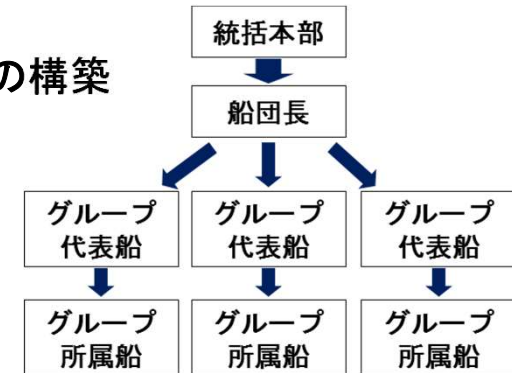 統括本部
の構築
船団長
グループ
代表船
グループ
代表船
グループ
代表船
グループ
所属船
グループ
所属船
グループ
所属船